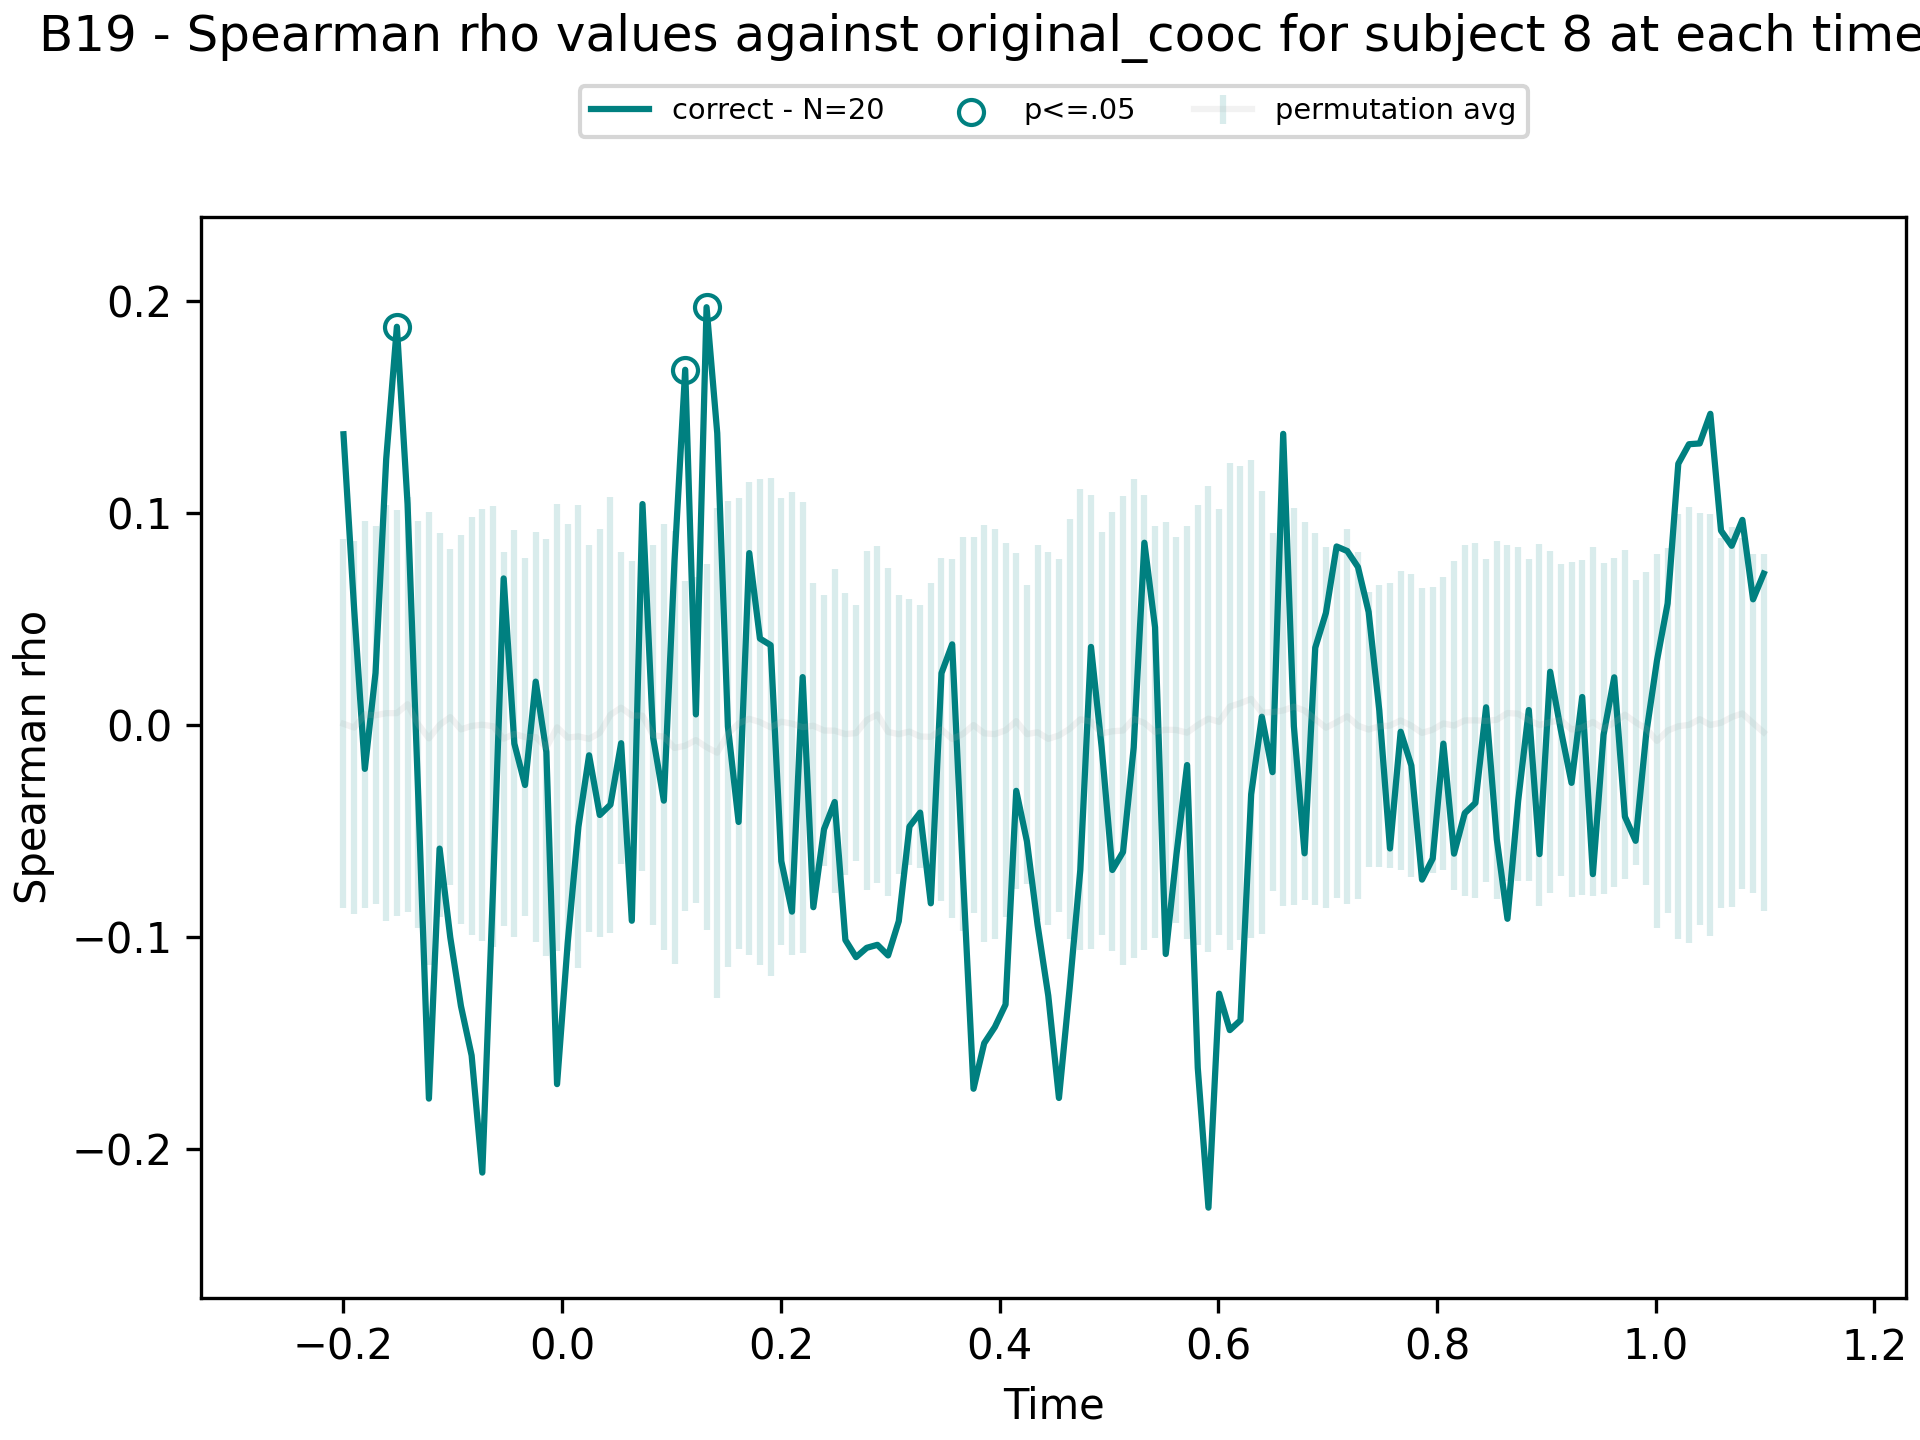 B19 - Spearman rho values against original_cooc for subject 8 at each time
correct - N=20 p<=.05 permutation avg
0.2
0.1
0.0
−0.1
−0.2
Spearman rho
−0.2 0.0 0.2 0.4 0.6 0.8 1.0 1.2
Time